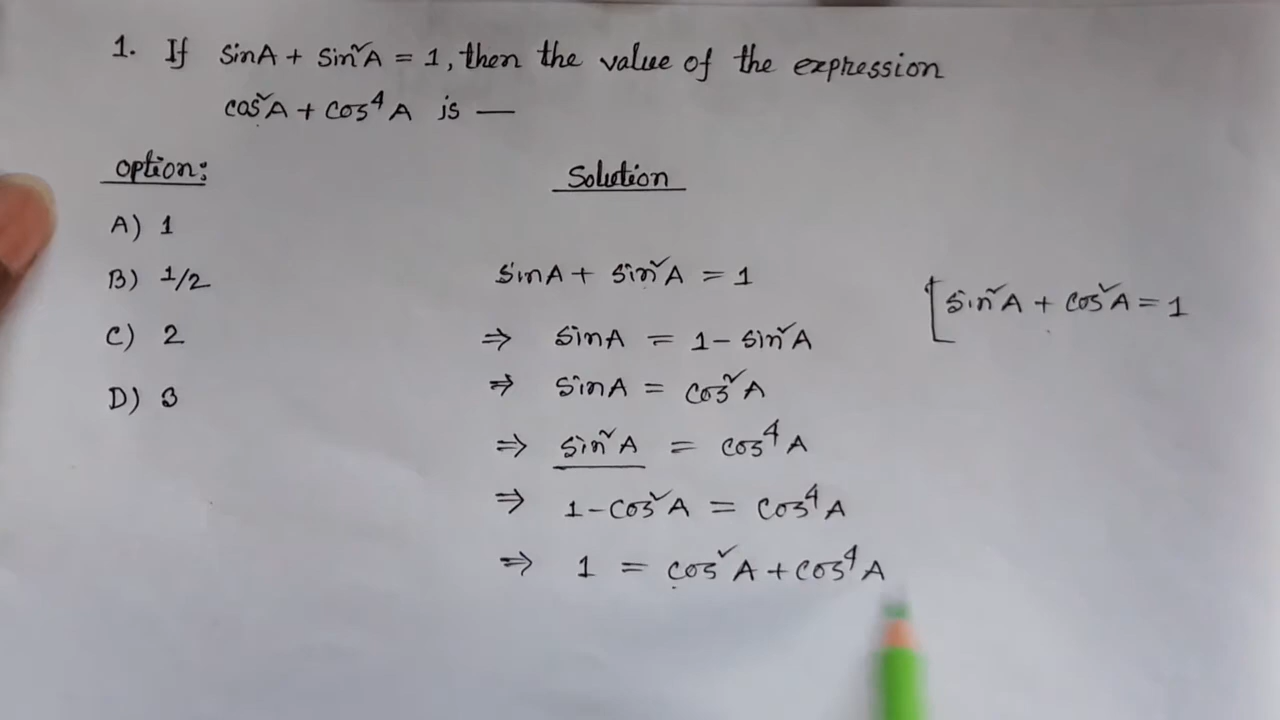 1. If sinA + sin²A = 1, then the value of the expression
cos²A + cos⁴A is —
Option:
A) 1
B) 1/2
C) 2
D) 3
Solution
sinA + sin²A = 1
⇒ sinA = 1 - sin²A
[sin²A + cos²A = 1
⇒ sinA = cos²A
⇒ sin²A = cos⁴A
⇒ 1 - cos²A = cos⁴A
⇒ 1 = cos²A + cos⁴A